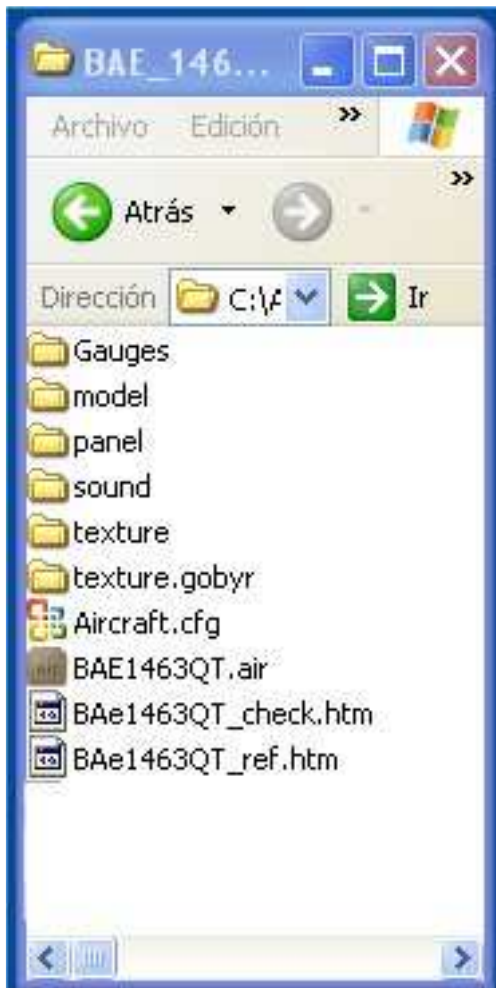 BAE_146...
Archivo Edición »
Atrás »
Dirección C:\A Ir
Gauges
model
panel
sound
texture
texture.gobyr
Aircraft.cfg
BAE1463QT.air
BAe1463QT_check.htm
BAe1463QT_ref.htm